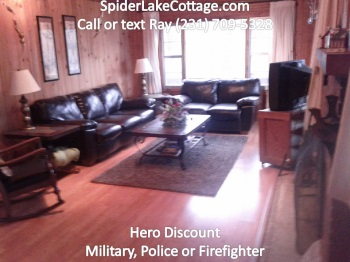 SpiderLakeCottage.com
Call or text Ray (231) 709-5323
Hero Discount
Military, Police or Firefighter